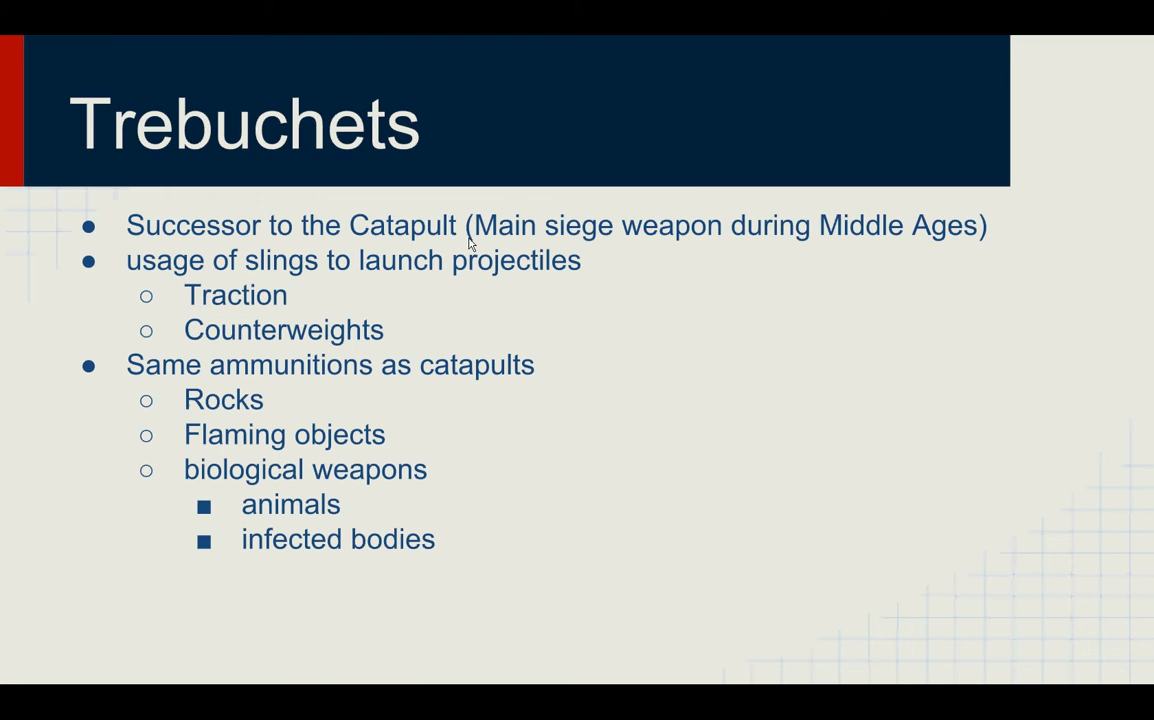 Trebuchets
● Successor to the Catapult (Main siege weapon during Middle Ages)
● usage of slings to launch projectiles
○ Traction
○ Counterweights
● Same ammunitions as catapults
○ Rocks
○ Flaming objects
○ biological weapons
■ animals
■ infected bodies